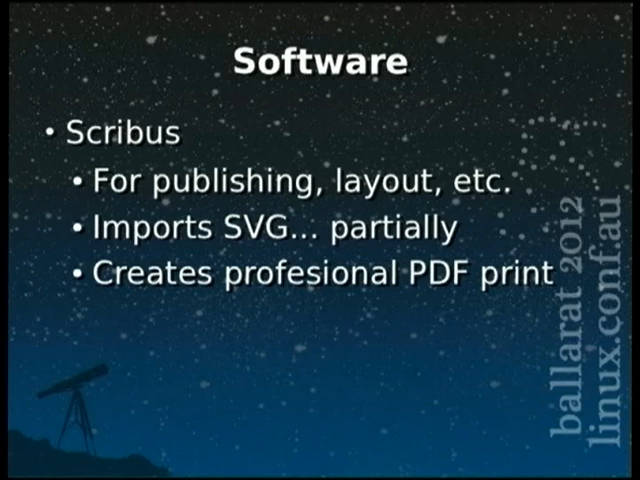 Software
• Scribus
• For publishing, layout, etc.
• Imports SVG... partially
• Creates profesional PDF print
ballarat 2012
linux.conf.au